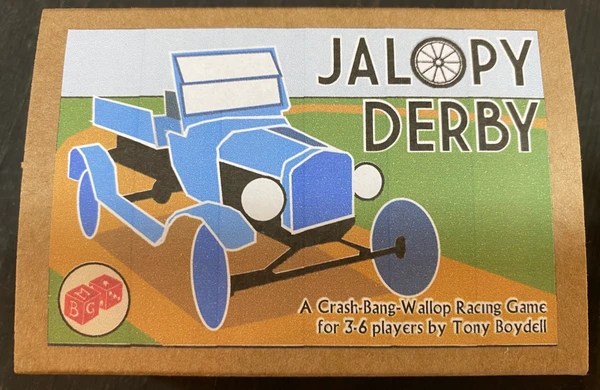 JALOPY
DERBY
A Crash-Bang-Wallop Racing Game
for 3-6 players by Tony Boydell